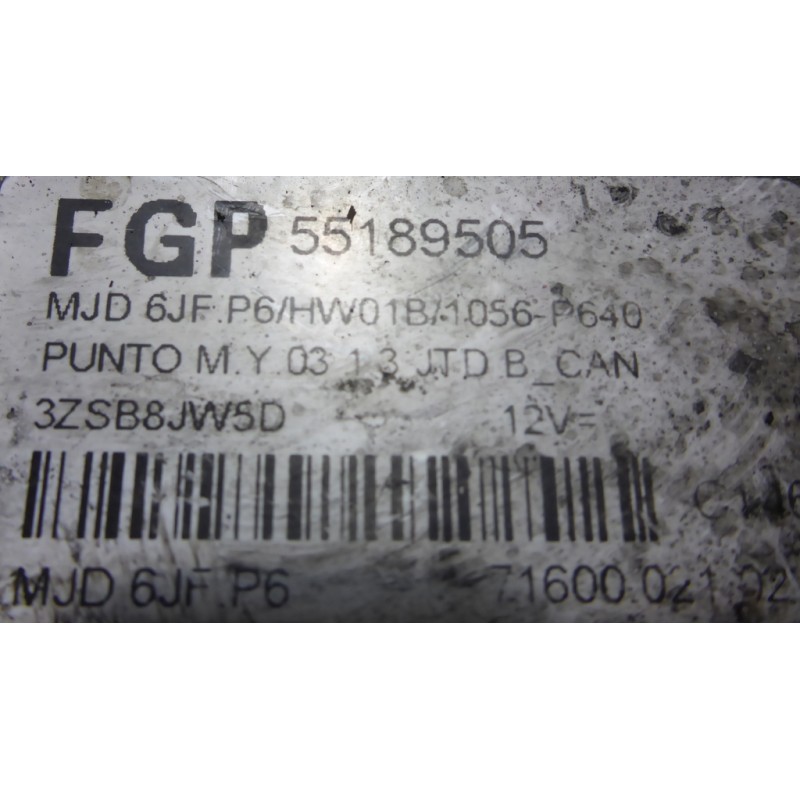 FGP 55189505
MJD 6JF.P6/HW01B/1056-P640
PUNTO M.Y.03 1.3 JTD B_CAN
3ZSB8JW5D 12V=
MJD 6JF.P6 71600.021.02